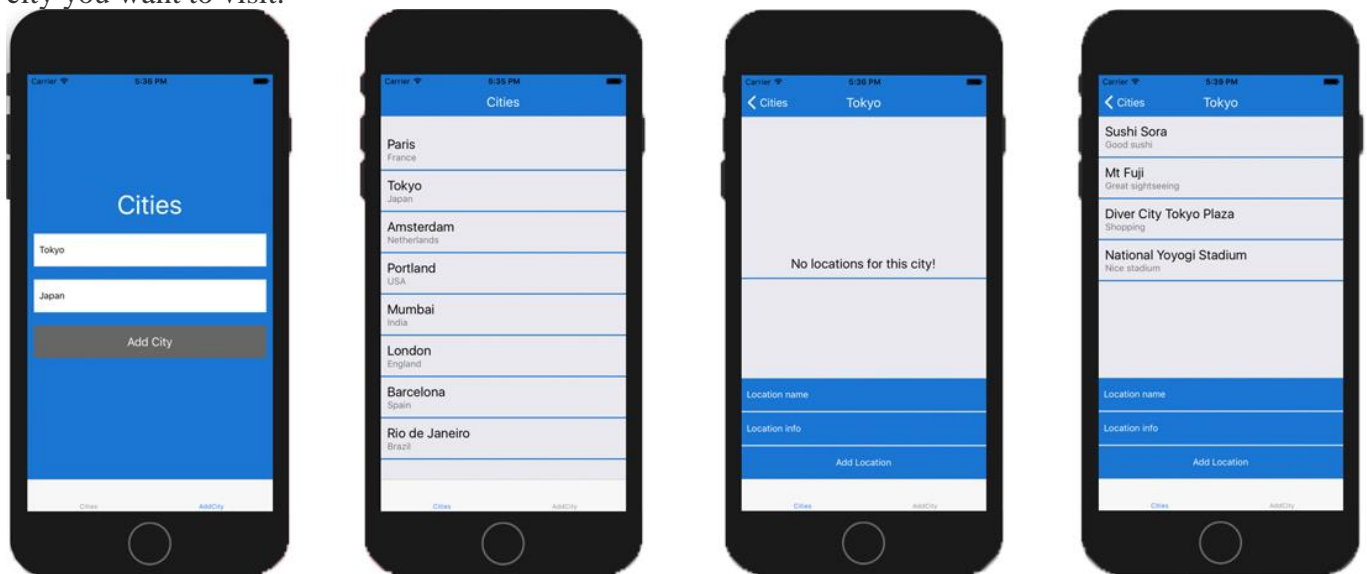 city you want to visit.
Carrier 5:36 PM
Cities
Tokyo
Japan
Add City
Cities AddCity
Carrier 5:35 PM
Cities
Paris
France
Tokyo
Japan
Amsterdam
Netherlands
Portland
USA
Mumbai
India
London
England
Barcelona
Spain
Rio de Janeiro
Brazil
Cities AddCity
Carrier 5:36 PM
Cities Tokyo
No locations for this city!
Location name
Location info
Add Location
Cities AddCity
Carrier 5:39 PM
Cities Tokyo
Sushi Sora
Good sushi
Mt Fuji
Great sightseeing
Diver City Tokyo Plaza
Shopping
National Yoyogi Stadium
Nice stadium
Location name
Location info
Add Location
Cities AddCity